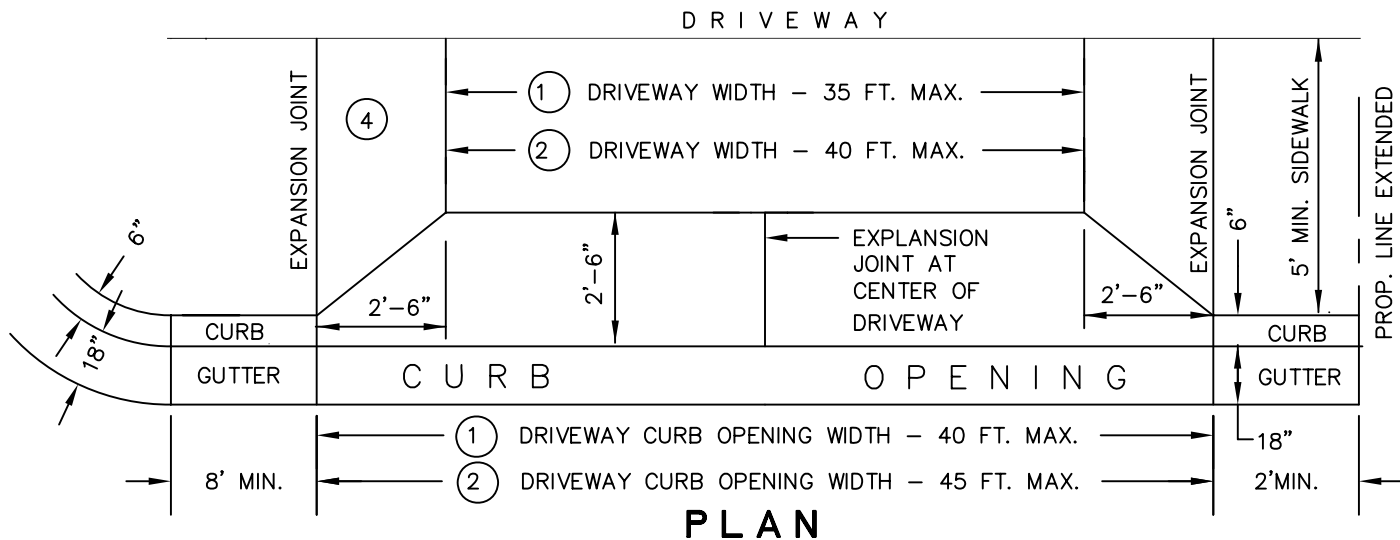 DRIVEWAY
1 DRIVEWAY WIDTH – 35 FT. MAX.
2 DRIVEWAY WIDTH – 40 FT. MAX.
4
EXPANSION JOINT
EXPANSION JOINT
5' MIN. SIDEWALK
PROP. LINE EXTENDED
6"
18"
2'–6"
2'–6"
EXPLANSION
JOINT AT
CENTER OF
DRIVEWAY
2'–6"
6"
CURB
CURB
GUTTER
CURB OPENING
GUTTER
18"
8' MIN.
1 DRIVEWAY CURB OPENING WIDTH – 40 FT. MAX.
2 DRIVEWAY CURB OPENING WIDTH – 45 FT. MAX.
2'MIN.
PLAN